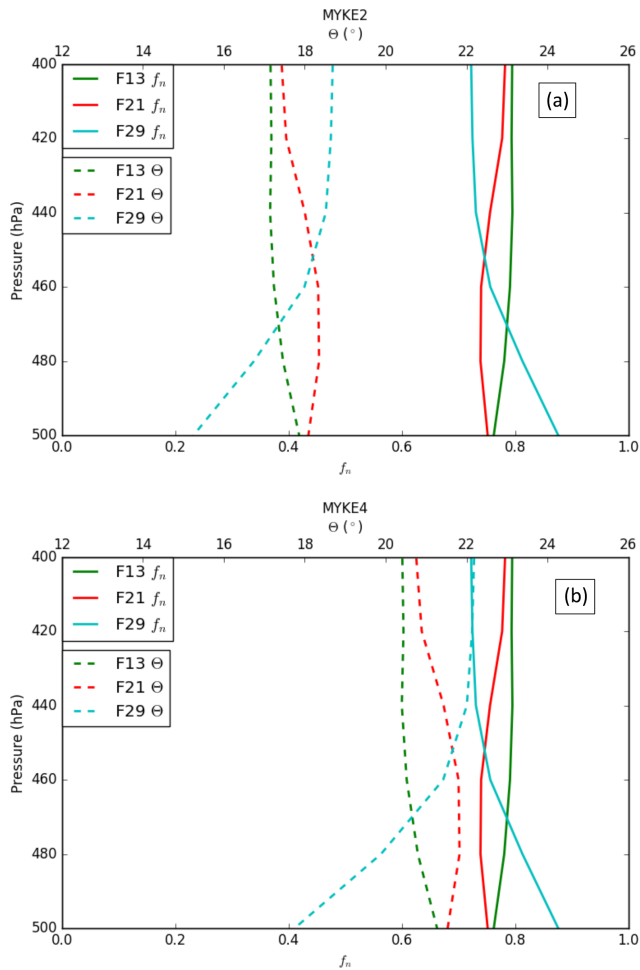 MYKE2
Θ (°)
12 14 16 18 20 22 24 26
400
420
440
460
480
500
Pressure (hPa)
F13 fₙ
F21 fₙ
F29 fₙ
F13 Θ
F21 Θ
F29 Θ
(a)
0.0 0.2 0.4 0.6 0.8 1.0
fₙ
MYKE4
Θ (°)
12 14 16 18 20 22 24 26
400
420
440
460
480
500
Pressure (hPa)
F13 fₙ
F21 fₙ
F29 fₙ
F13 Θ
F21 Θ
F29 Θ
(b)
0.0 0.2 0.4 0.6 0.8 1.0
fₙ